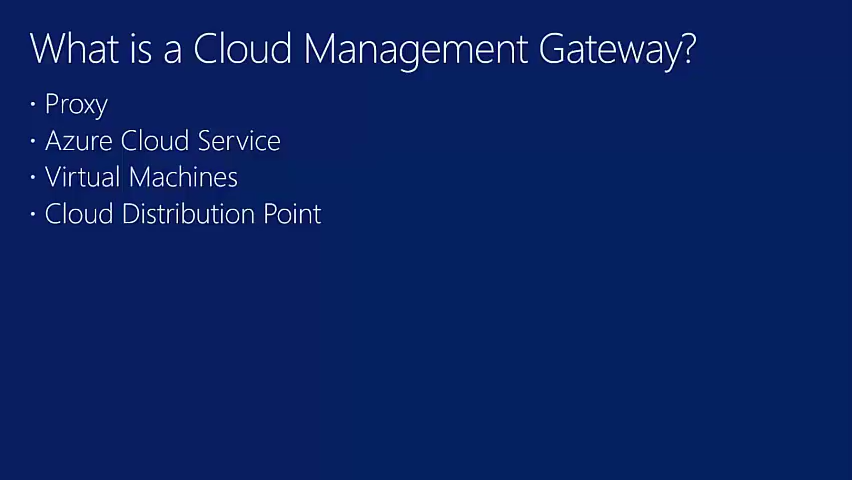 What is a Cloud Management Gateway?
• Proxy
• Azure Cloud Service
• Virtual Machines
• Cloud Distribution Point